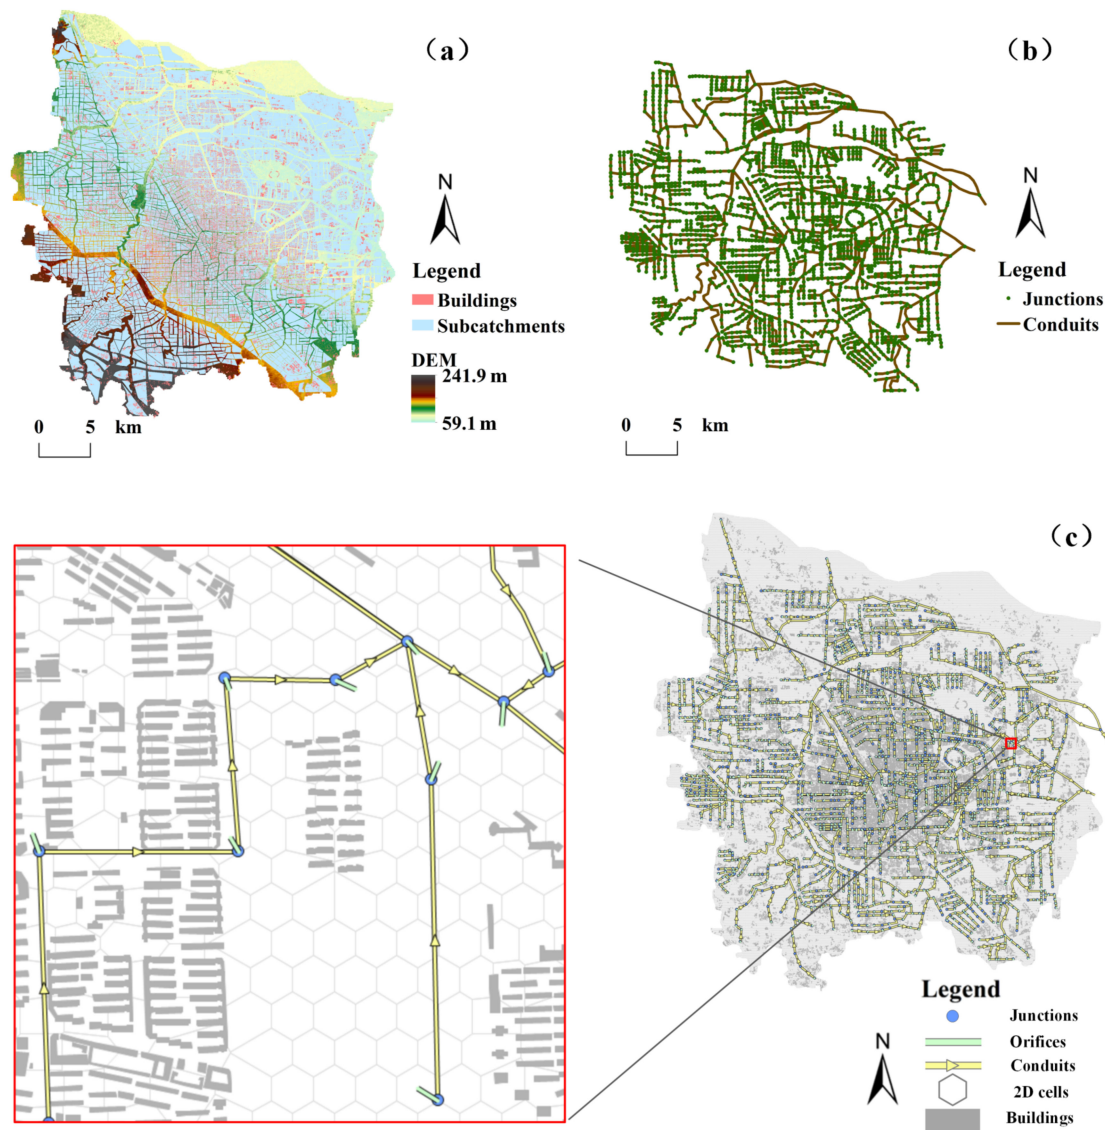 （a）
N
Legend
Buildings
Subcatchments
DEM
241.9 m
59.1 m
0 5 km
（b）
N
Legend
Junctions
Conduits
0 5 km
（c）
N
Legend
Junctions
Orifices
Conduits
2D cells
Buildings